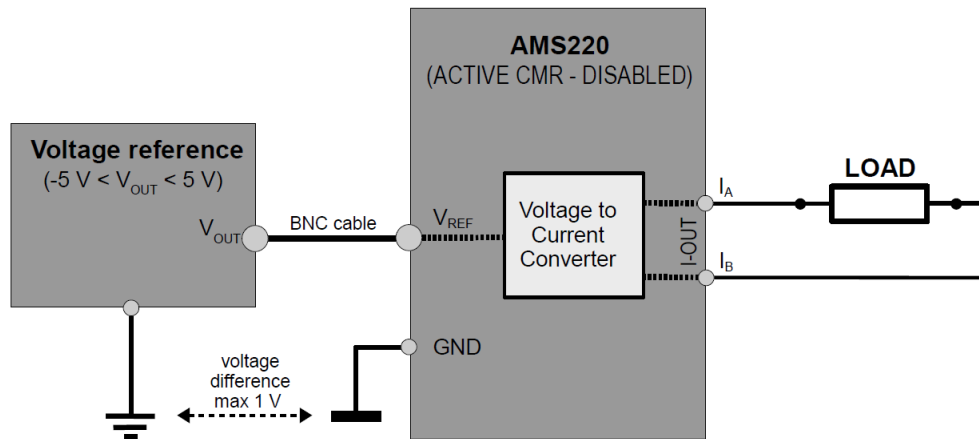 AMS220
(ACTIVE CMR - DISABLED)
Voltage reference
(-5 V < VOUT < 5 V)
VOUT
BNC cable
VREF
Voltage to
Current
Converter
I-OUT
IA
IB
LOAD
GND
voltage
difference
max 1 V